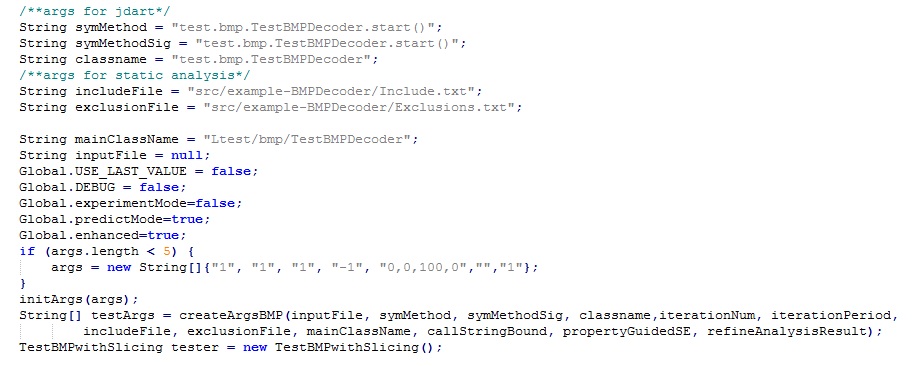 /**args for jdart*/
String symMethod = "test.bmp.TestBMPDecoder.start()";
String symMethodSig = "test.bmp.TestBMPDecoder.start()";
String classname = "test.bmp.TestBMPDecoder";
/**args for static analysis*/
String includeFile = "src/example-BMPDecoder/Include.txt";
String exclusionFile = "src/example-BMPDecoder/Exclusions.txt";
String mainClassName = "Ltest/bmp/TestBMPDecoder";
String inputFile = null;
Global.USE_LAST_VALUE = false;
Global.DEBUG = false;
Global.experimentMode=false;
Global.predictMode=true;
Global.enhanced=true;
if (args.length < 5) {
    args = new String[]{"1", "1", "1", "-1", "0,0,100,0","","1"};
}
initArgs(args);
String[] testArgs = createArgsBMP(inputFile, symMethod, symMethodSig, classname,iterationNum, iterationPeriod,
        includeFile, exclusionFile, mainClassName, callStringBound, propertyGuidedSE, refineAnalysisResult);
TestBMPwithSlicing tester = new TestBMPwithSlicing();